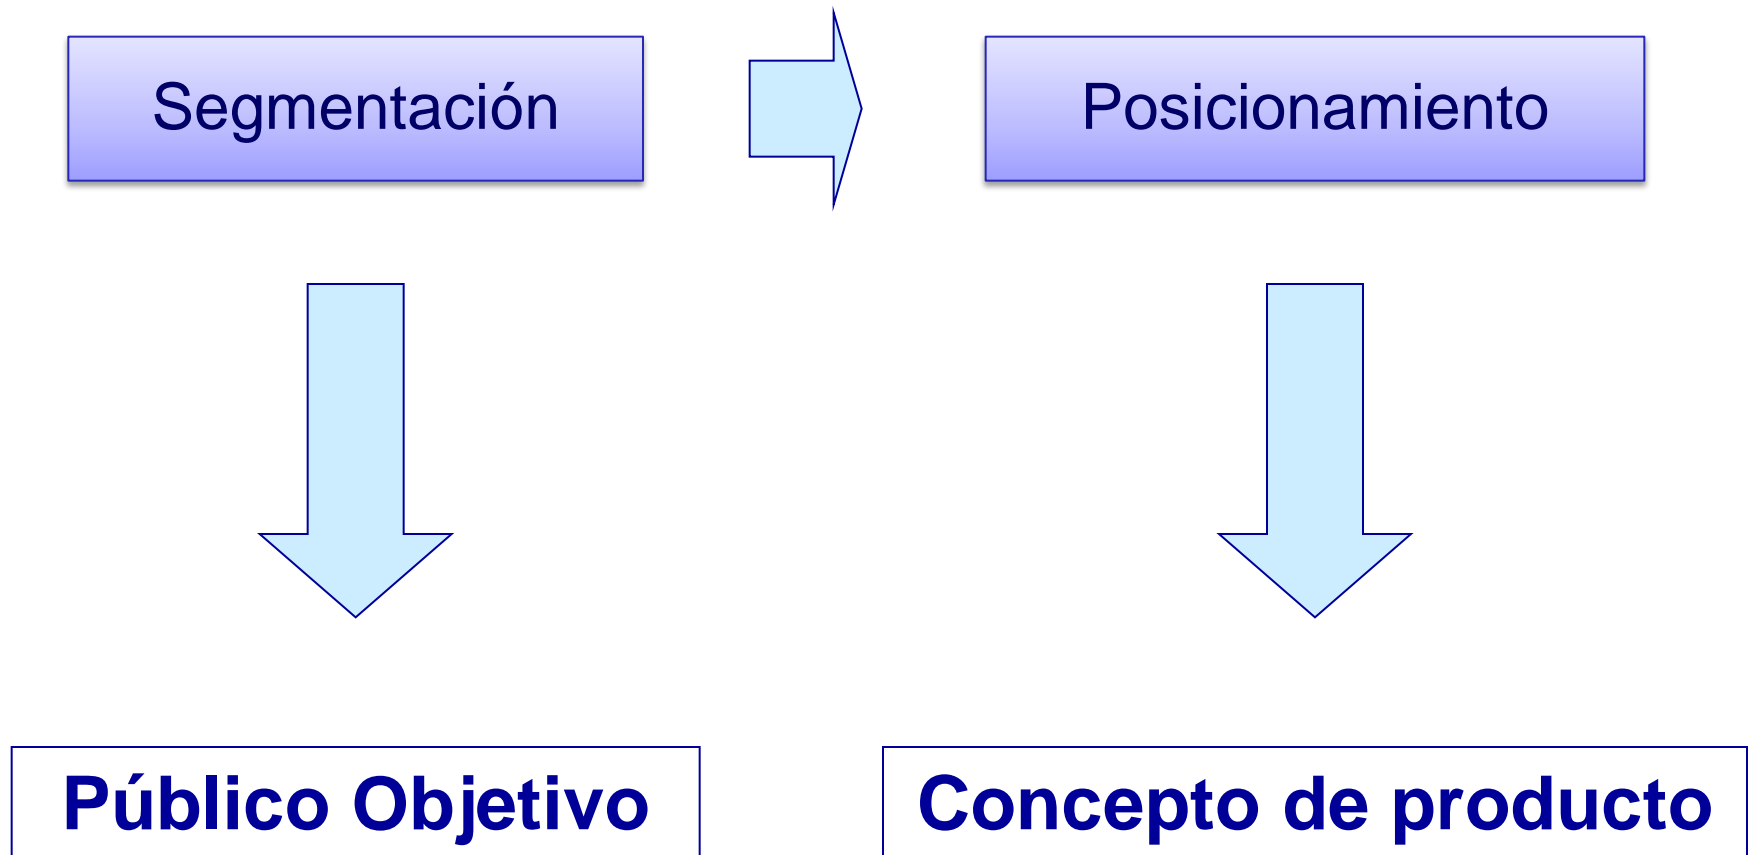 Segmentación
Posicionamiento
Público Objetivo
Concepto de producto